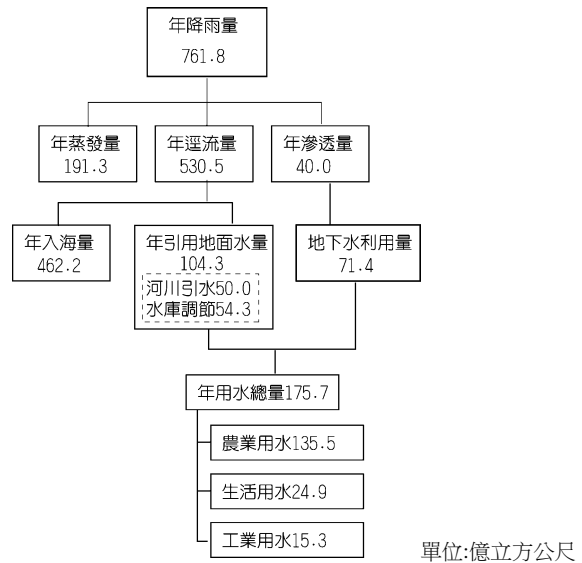 年降雨量
761.8
年蒸發量
191.3
年逕流量
530.5
年滲透量
40.0
年入海量
462.2
年引用地面水量
104.3
河川引水50.0
水庫調節54.3
地下水利用量
71.4
年用水總量175.7
農業用水135.5
生活用水24.9
工業用水15.3
單位:億立方公尺